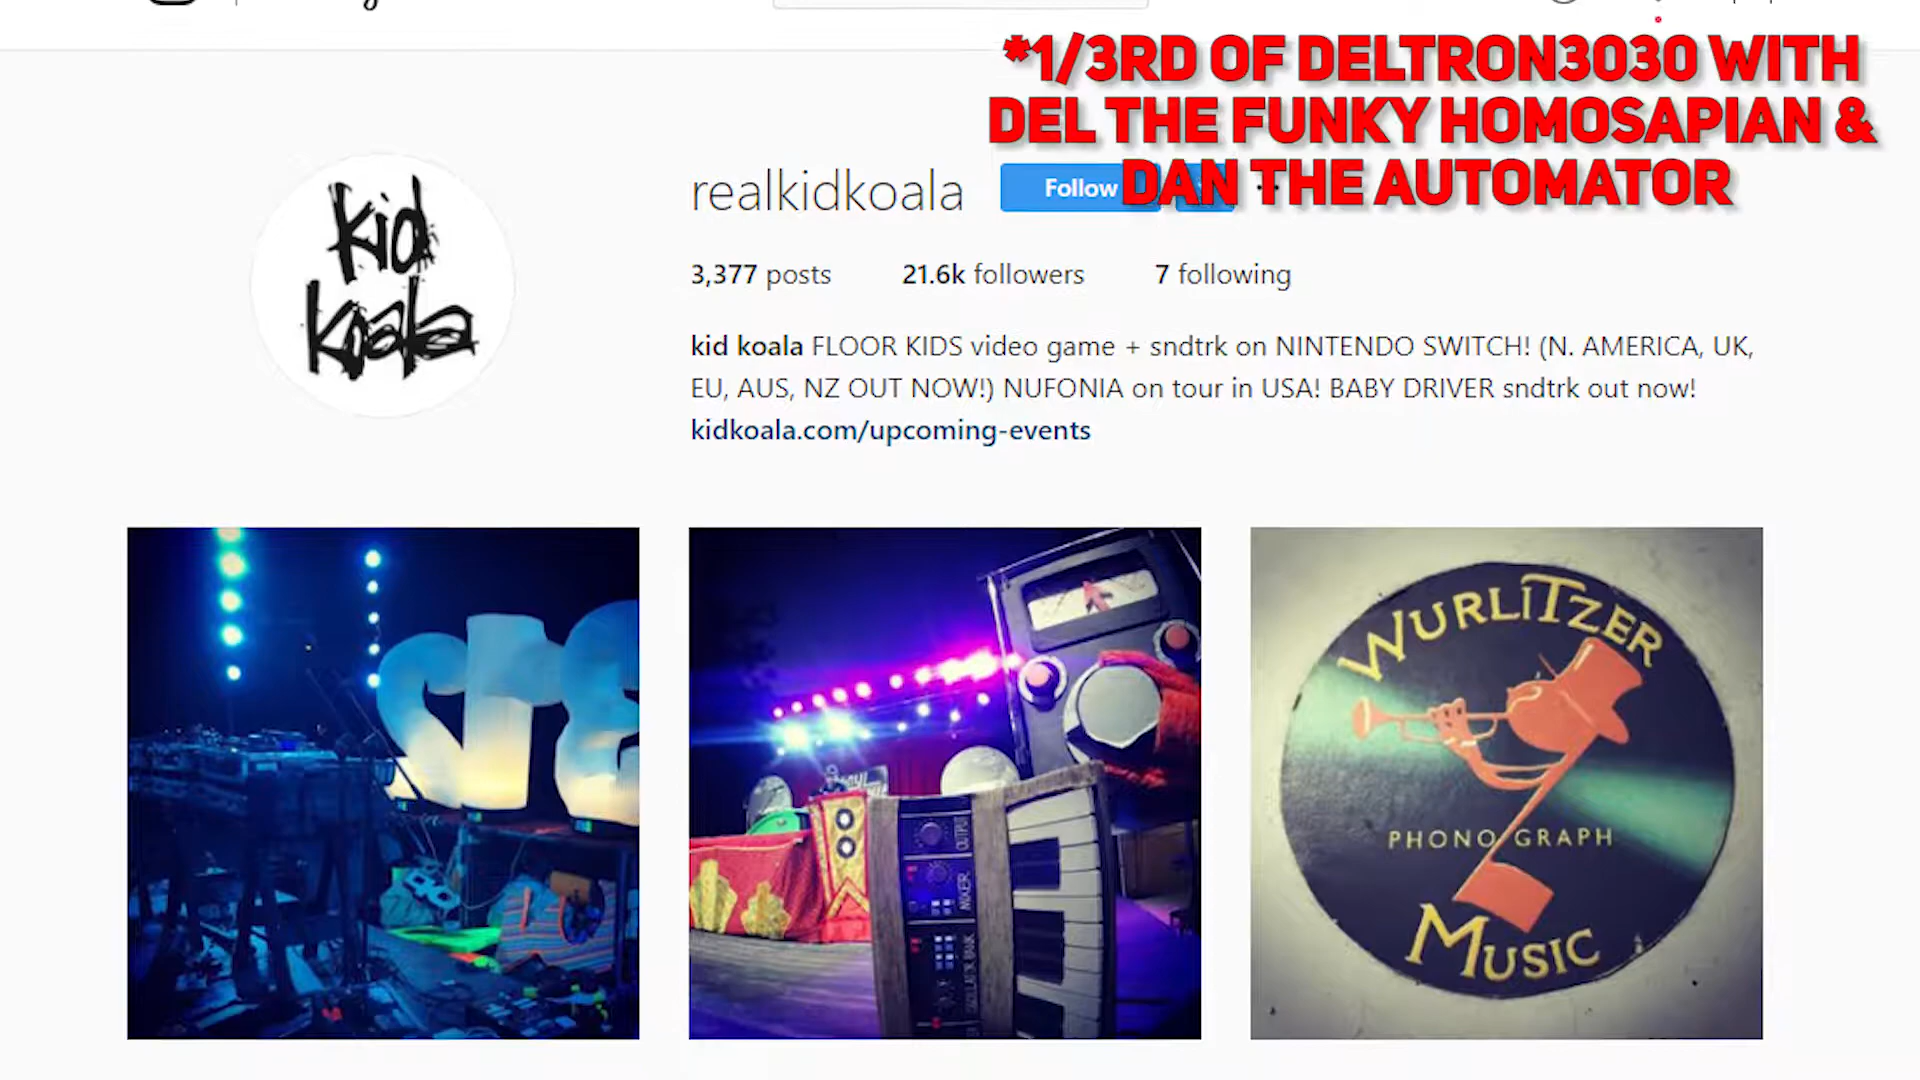 *1/3RD OF DELTRON3030 WITH
DEL THE FUNKY HOMOSAPIAN &
DAN THE AUTOMATOR
kid
koala
realkidkoala
Follow
3,377 posts 21.6k followers 7 following
kid koala FLOOR KIDS video game + sndtrk on NINTENDO SWITCH! (N. AMERICA, UK,
EU, AUS, NZ OUT NOW!) NUFONIA on tour in USA! BABY DRIVER sndtrk out now!
kidkoala.com/upcoming-events
OUTPUT
MIXER
WURLiTZER
PHONOGRAPH
MUSIC